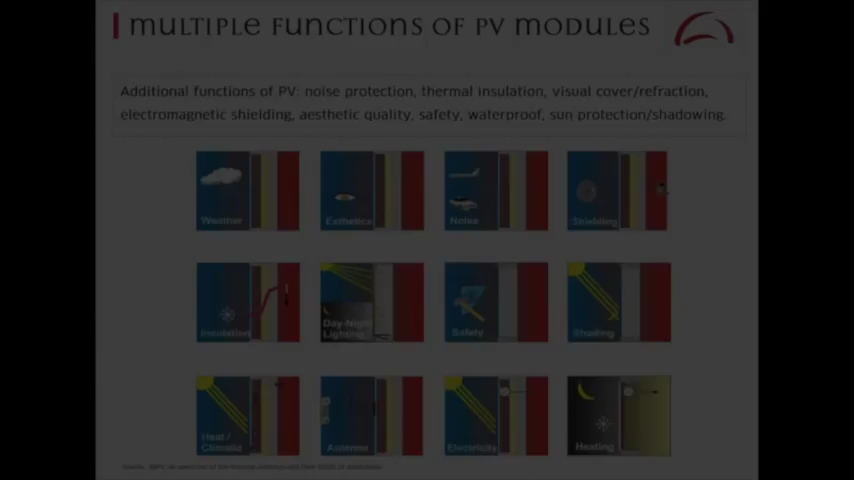 MULTIPLE FUNCTIONS OF PV MODULES
Additional functions of PV: noise protection, thermal insulation, visual cover/refraction,
electromagnetic shielding, aesthetic quality, safety, waterproof, sun protection/shadowing.
Weather
Esthetics
Noise
Shielding
Insulation
Day-Night
Lighting
Safety
Shading
Heat /
Climatic
Antenne
Electricity
Heating